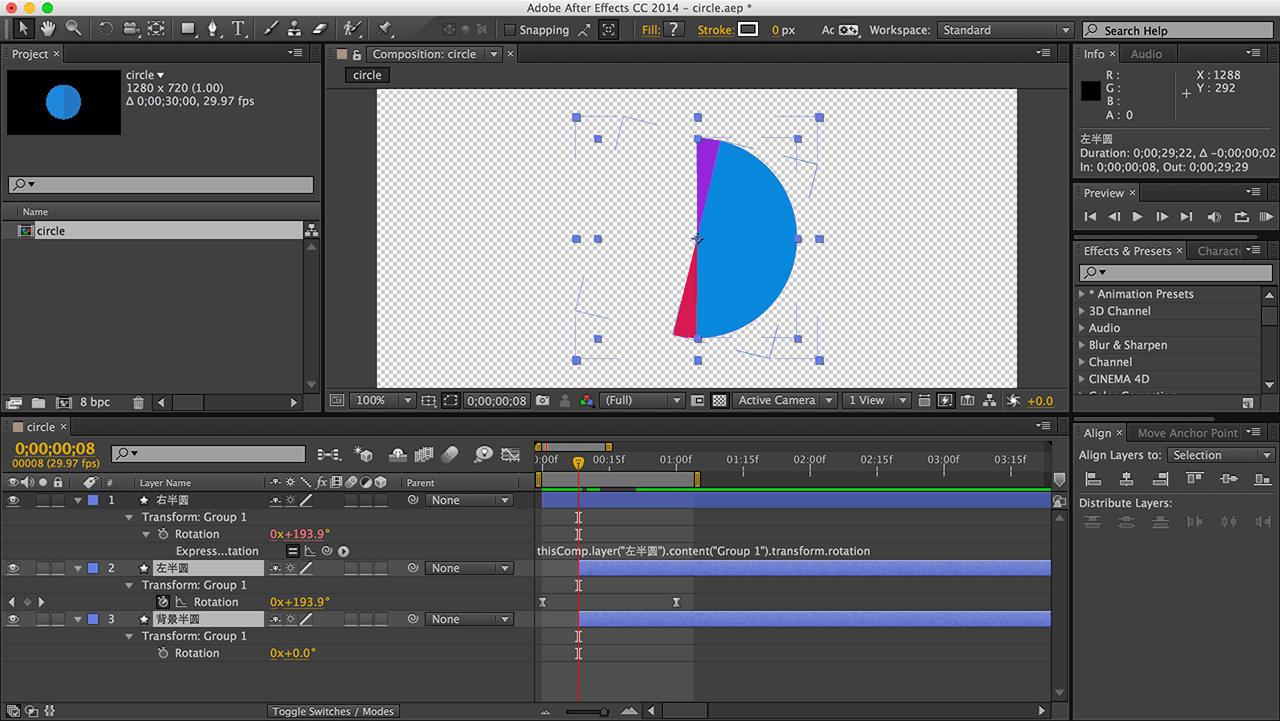 Adobe After Effects CC 2014 – circle.aep *
Snapping Fill: ? Stroke: 0 px Ac Workspace: Standard Search Help
Project × Composition: circle × Info × Audio
circle
1280 x 720 (1.00)
Δ 0;00;30;00, 29.97 fps
circle
R :
G :
B :
A : 0
X : 1288
Y : 292
左半圆
Duration: 0;00;29;22, Δ –0;00;00;02
In: 0;00;00;08, Out: 0;00;29;29
Preview ×
Name
circle
Effects & Presets × Charact
* Animation Presets
3D Channel
Audio
Blur & Sharpen
Channel
CINEMA 4D
Color Correction
8 bpc
100% 0;00;00;08 (Full) Active Camera 1 View +0.0
circle ×
0;00;00;08
00008 (29.97 fps)
0:00f 00:15f 01:00f 01:15f 02:00f 02:15f 03:00f 03:15f
# Layer Name fx Parent
1 右半圆 None
Transform: Group 1
Rotation 0x+193.9°
Express...tation thisComp.layer("左半圆").content("Group 1").transform.rotation
2 左半圆 None
Transform: Group 1
Rotation 0x+193.9°
3 背景半圆 None
Transform: Group 1
Rotation 0x+0.0°
Toggle Switches / Modes
Align × Move Anchor Point
Align Layers to: Selection
Distribute Layers: